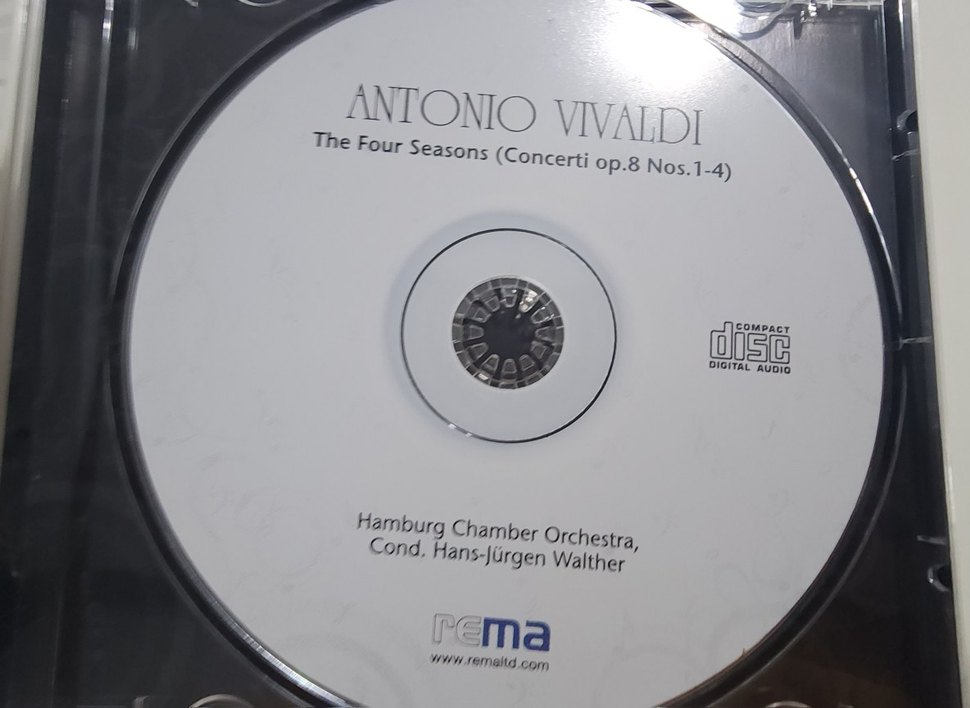 ANTONIO VIVALDI
The Four Seasons (Concerti op.8 Nos.1-4)
COMPACT
disc
DIGITAL AUDIO
Hamburg Chamber Orchestra,
Cond. Hans-Jürgen Walther
rema
www.remaltd.com